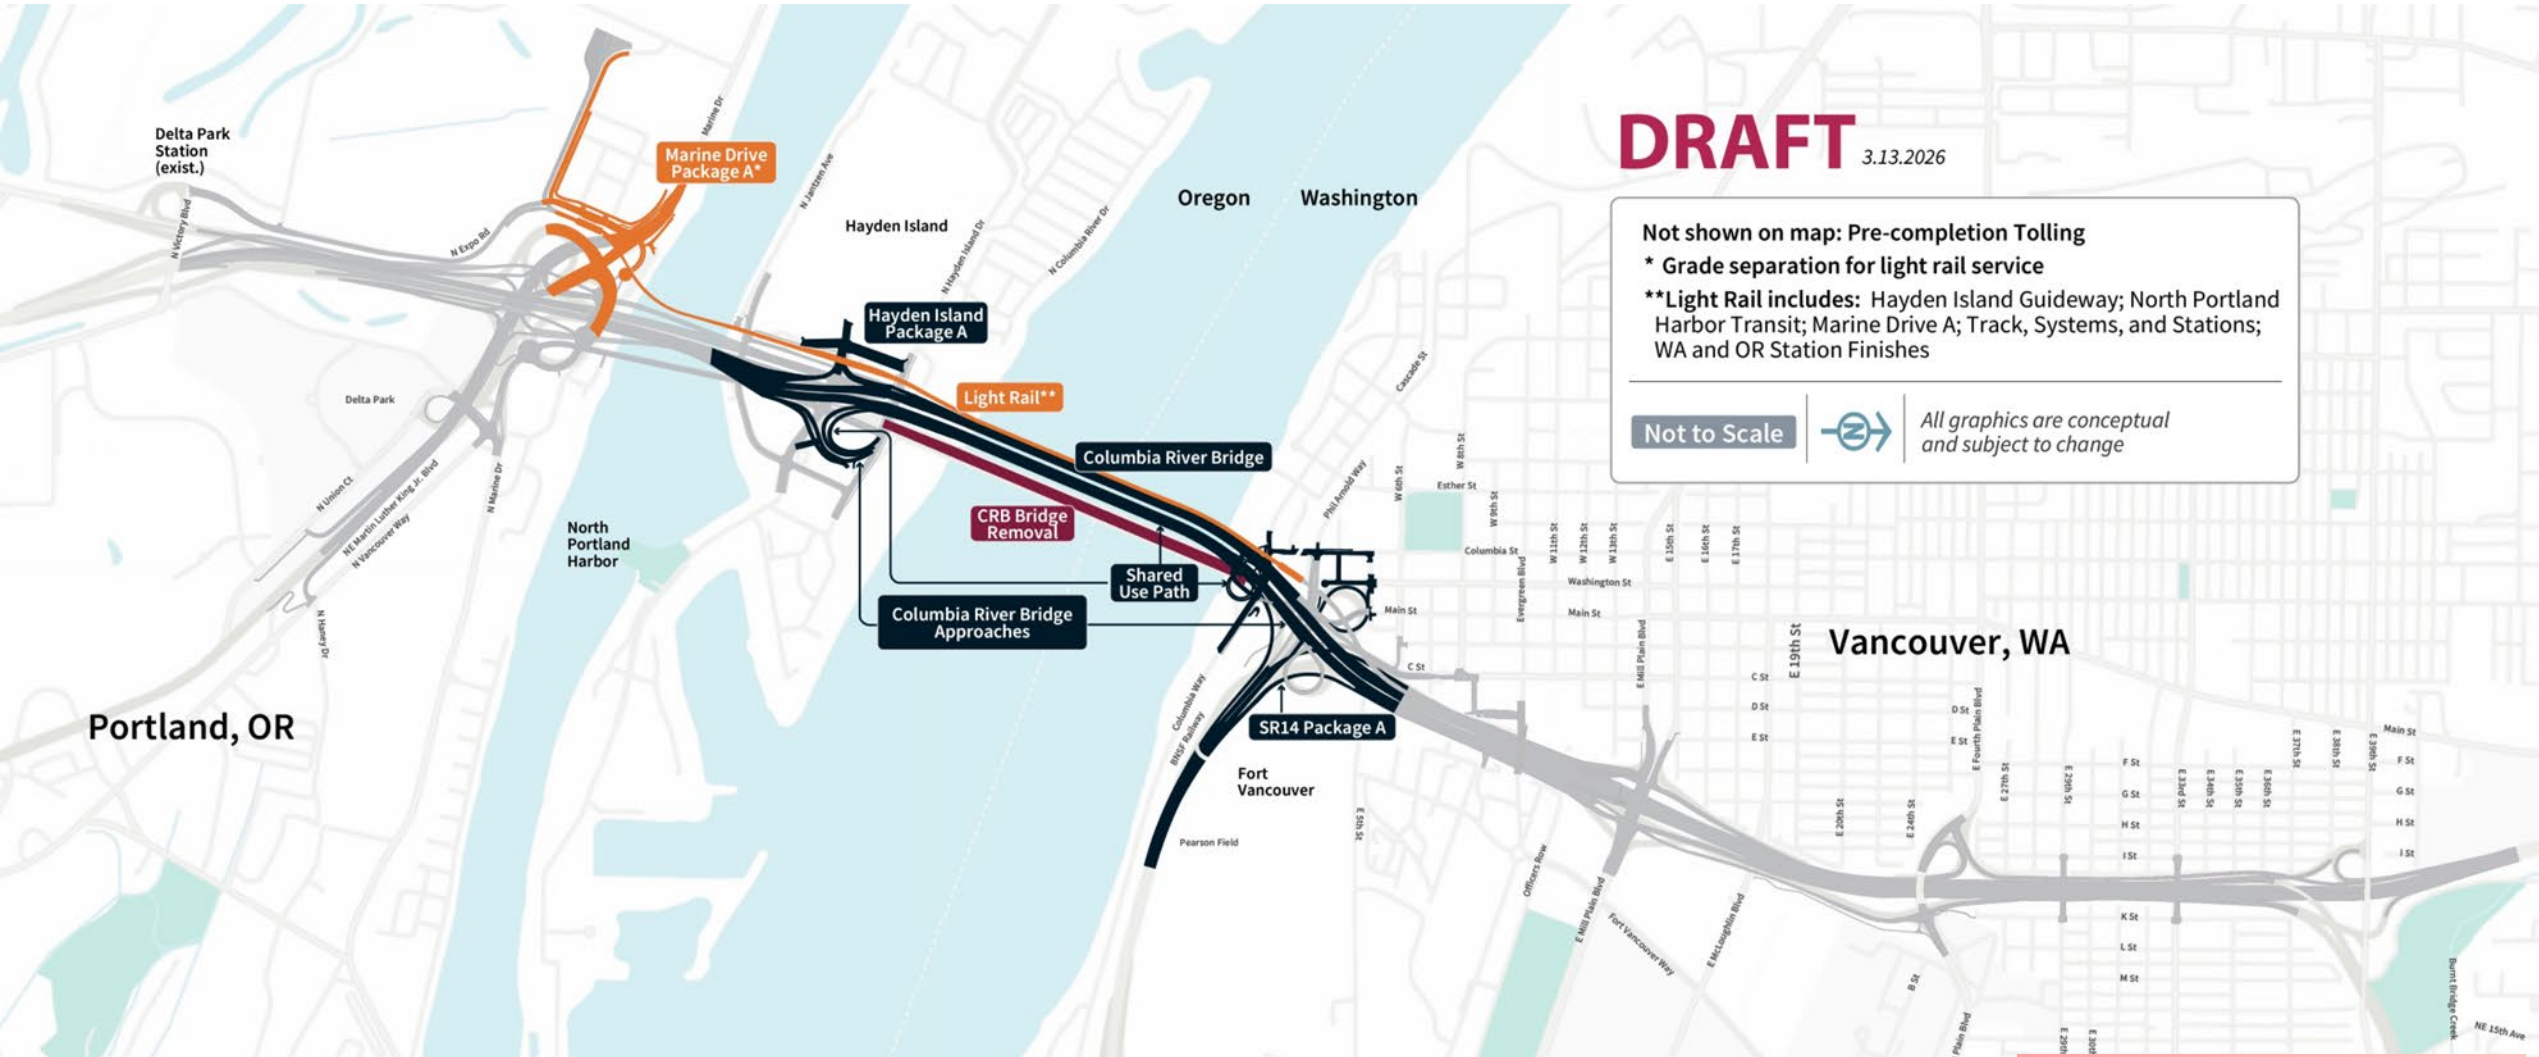 Delta Park
Station
(exist.)
N Victory Blvd
N Expo Rd
Marine Drive
Package A*
Marine Dr
N Jantzen Ave
Hayden Island
N Hayden Island Dr
N Columbia River Dr
Oregon
Washington
DRAFT 3.13.2026
Not shown on map: Pre-completion Tolling
* Grade separation for light rail service
**Light Rail includes: Hayden Island Guideway; North Portland
Harbor Transit; Marine Drive A; Track, Systems, and Stations;
WA and OR Station Finishes
Not to Scale
N
All graphics are conceptual
and subject to change
Hayden Island
Package A
Light Rail**
Columbia River Bridge
CRB Bridge
Removal
Shared
Use Path
Columbia River Bridge
Approaches
SR14 Package A
Delta Park
N Union Ct
NE Martin Luther King Jr. Blvd
N Vancouver Way
N Marine Dr
N Haney Dr
North
Portland
Harbor
Portland, OR
Cascade St
Phil Arnold Way
W 6th St
W 8th St
Esther St
W 9th St
Columbia St
Evergreen Blvd
W 11th St
W 12th St
W 13th St
E 15th St
E 16th St
E 17th St
Washington St
Main St
Main St
C St
E Mill Plain Blvd
E 19th St
Vancouver, WA
C St
D St
E St
D St
E St
E Fourth Plain Blvd
Columbia Way
BNSF Railway
Fort
Vancouver
Pearson Field
E 5th St
Officers Row
E Mill Plain Blvd
Fort Vancouver Way
E McLoughlin Blvd
E 20th St
E 24th St
E 27th St
E 29th St
F St
G St
H St
I St
K St
L St
M St
E 33rd St
E 34th St
E 35th St
E 36th St
E 37th St
E 38th St
E 39th St
Main St
F St
G St
H St
I St
B St
Plain Blvd
E 29th
E 30th
Burnt Bridge Creek
NE 15th Ave